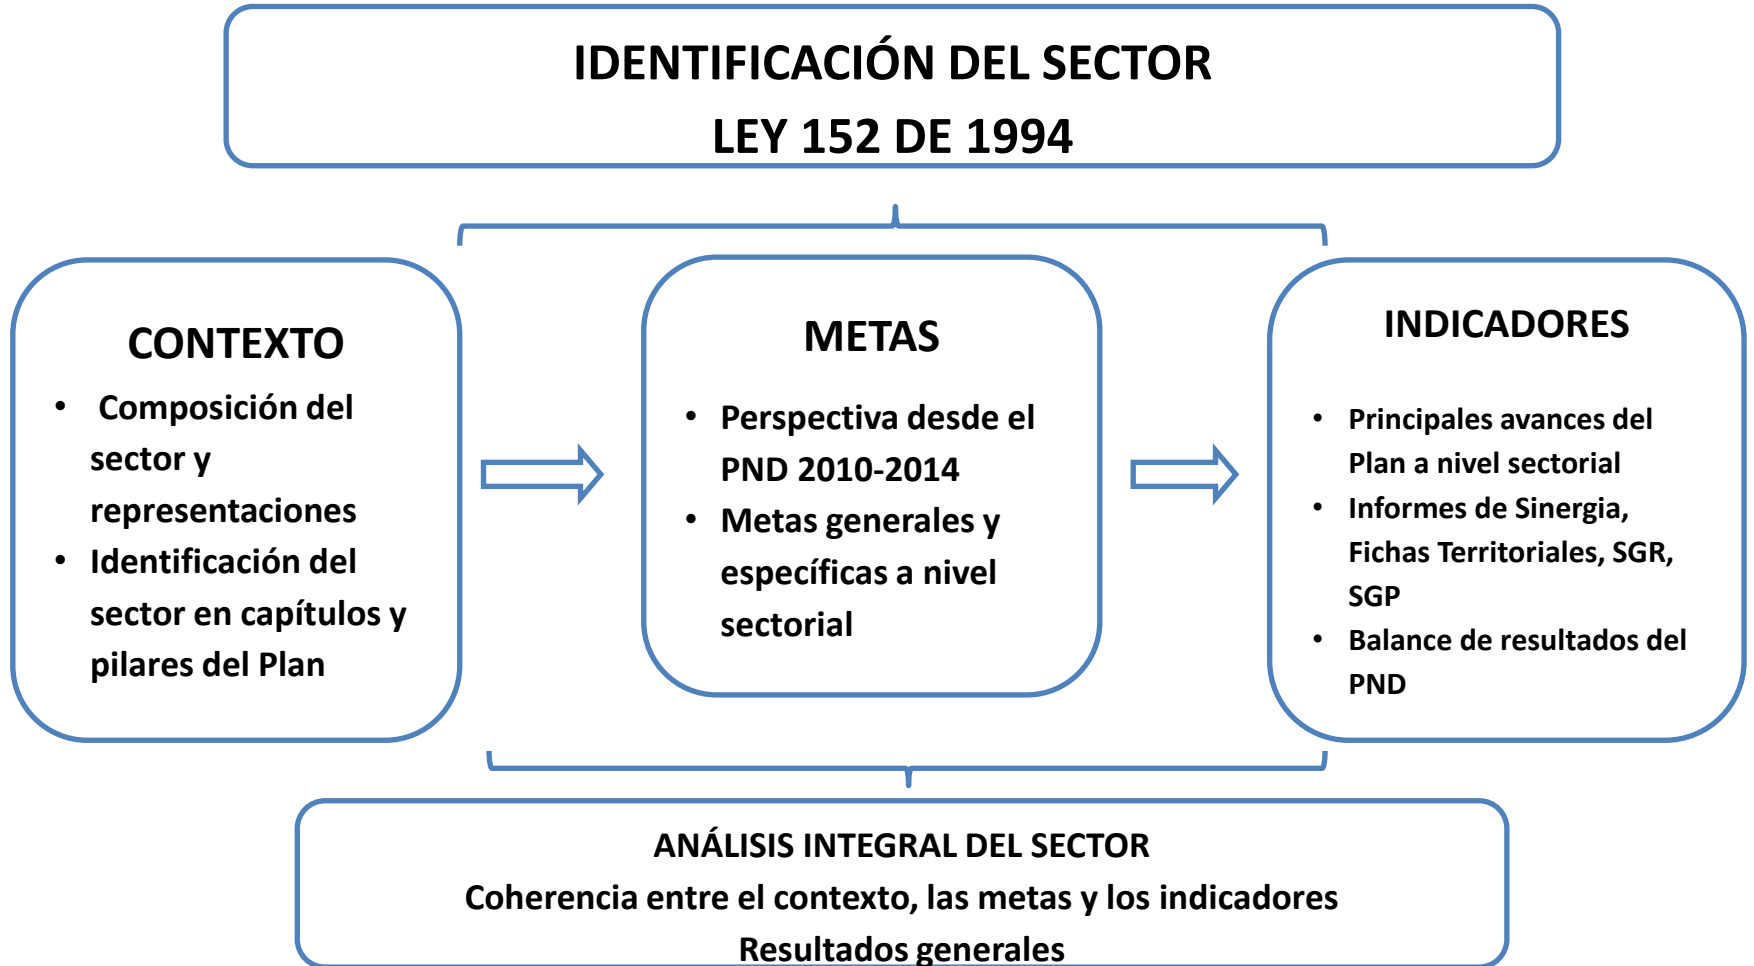 IDENTIFICACIÓN DEL SECTOR
LEY 152 DE 1994
CONTEXTO
• Composición del
sector y
representaciones
• Identificación del
sector en capítulos y
pilares del Plan
METAS
• Perspectiva desde el
PND 2010-2014
• Metas generales y
específicas a nivel
sectorial
INDICADORES
• Principales avances del
Plan a nivel sectorial
• Informes de Sinergia,
Fichas Territoriales, SGR,
SGP
• Balance de resultados del
PND
ANÁLISIS INTEGRAL DEL SECTOR
Coherencia entre el contexto, las metas y los indicadores
Resultados generales